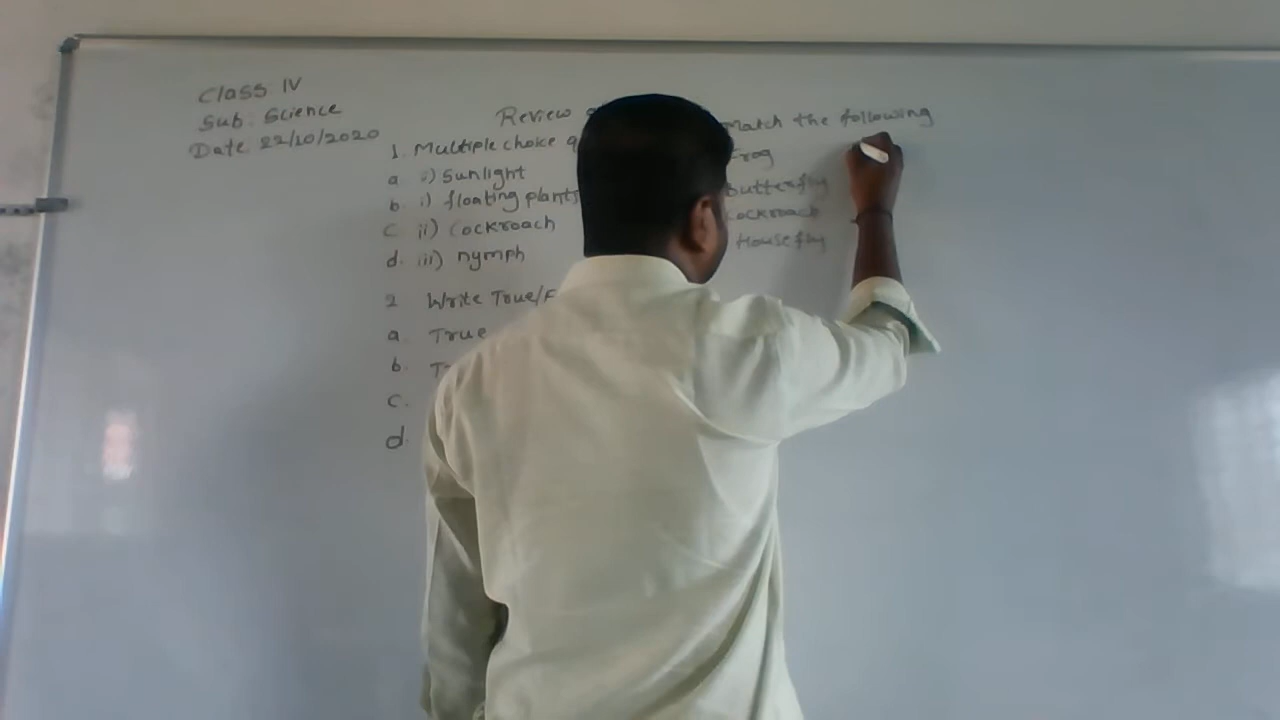 Class IV
Sub: Science
Date 22/10/2020
Review
1. Multiple choice q
a ii) Sunlight
b. i) floating plants
c ii) Cockroach
d. iii) nymph
2 Write True/F
a. True
b. T
c.
d.
Match the following
Frog
Butterfly
Cockroach
Housefly